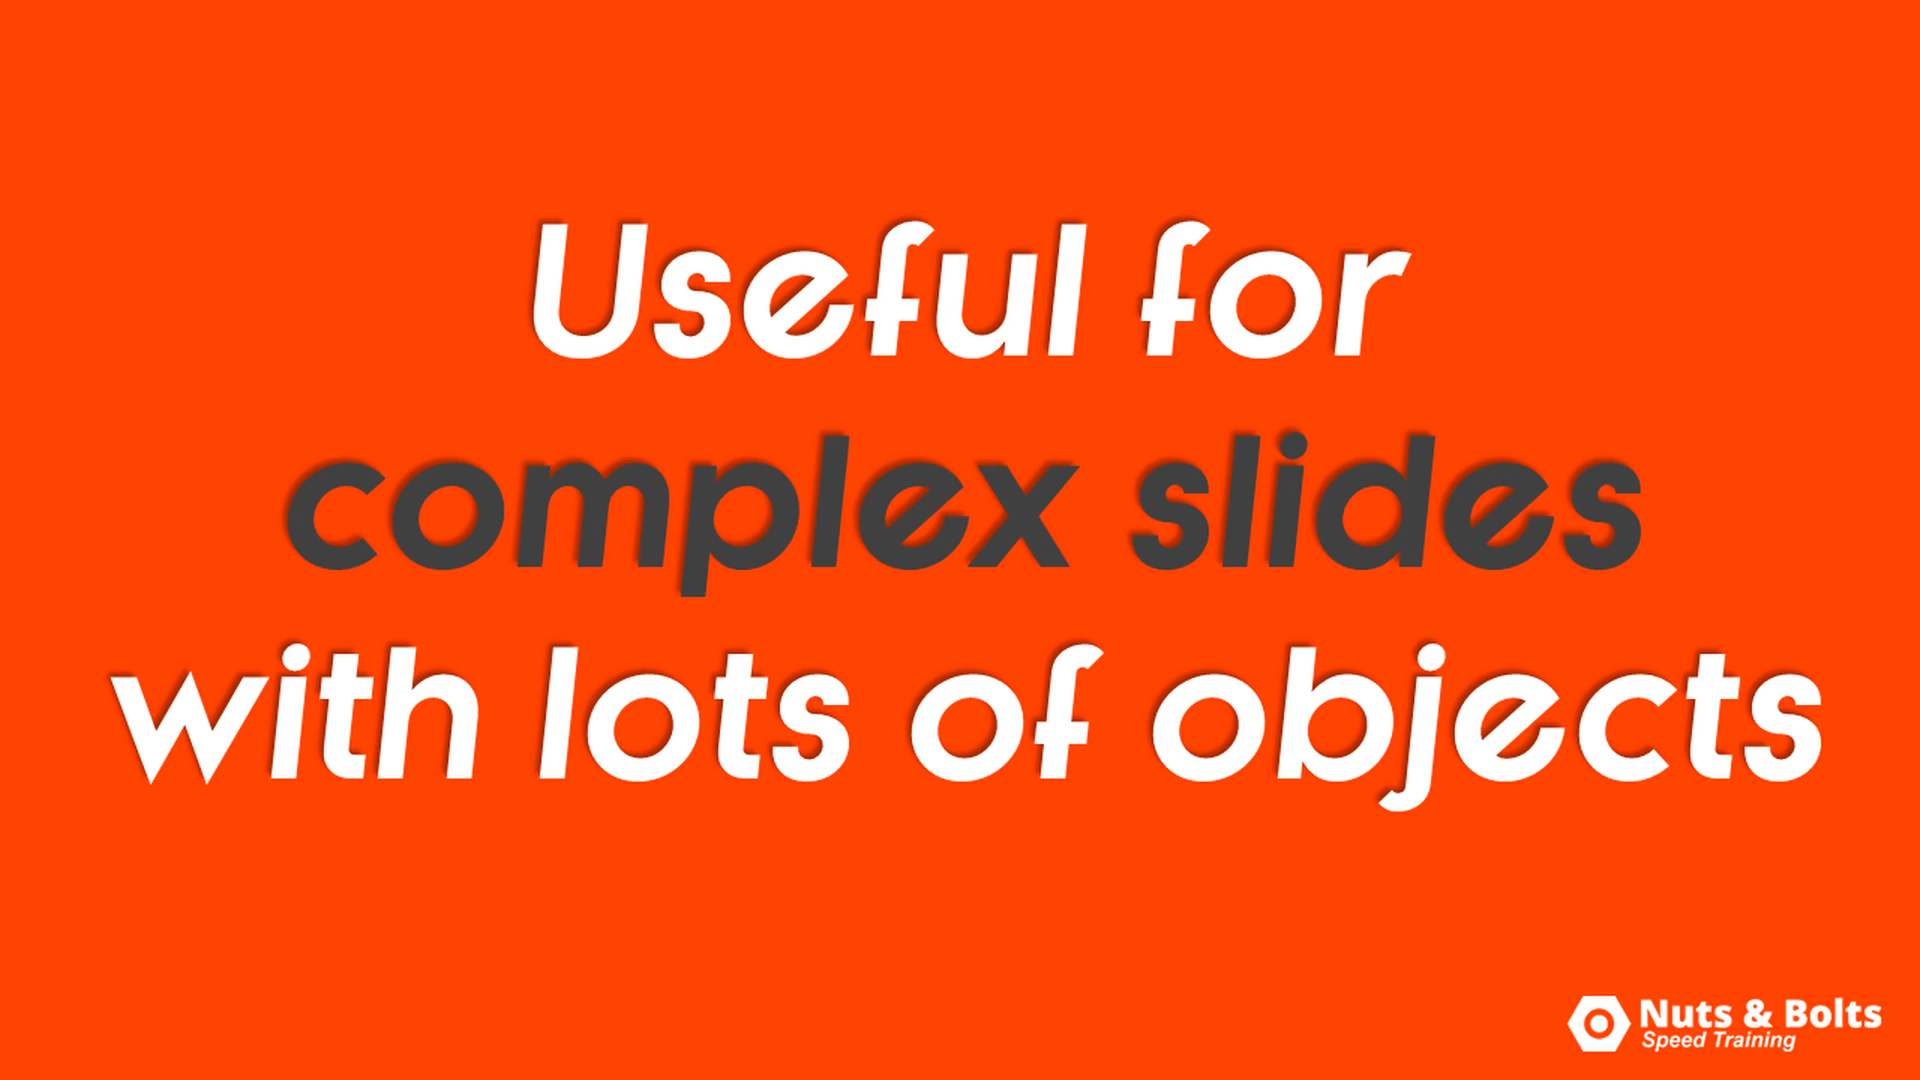 Useful for
complex slides
with lots of objects
Nuts & Bolts
Speed Training